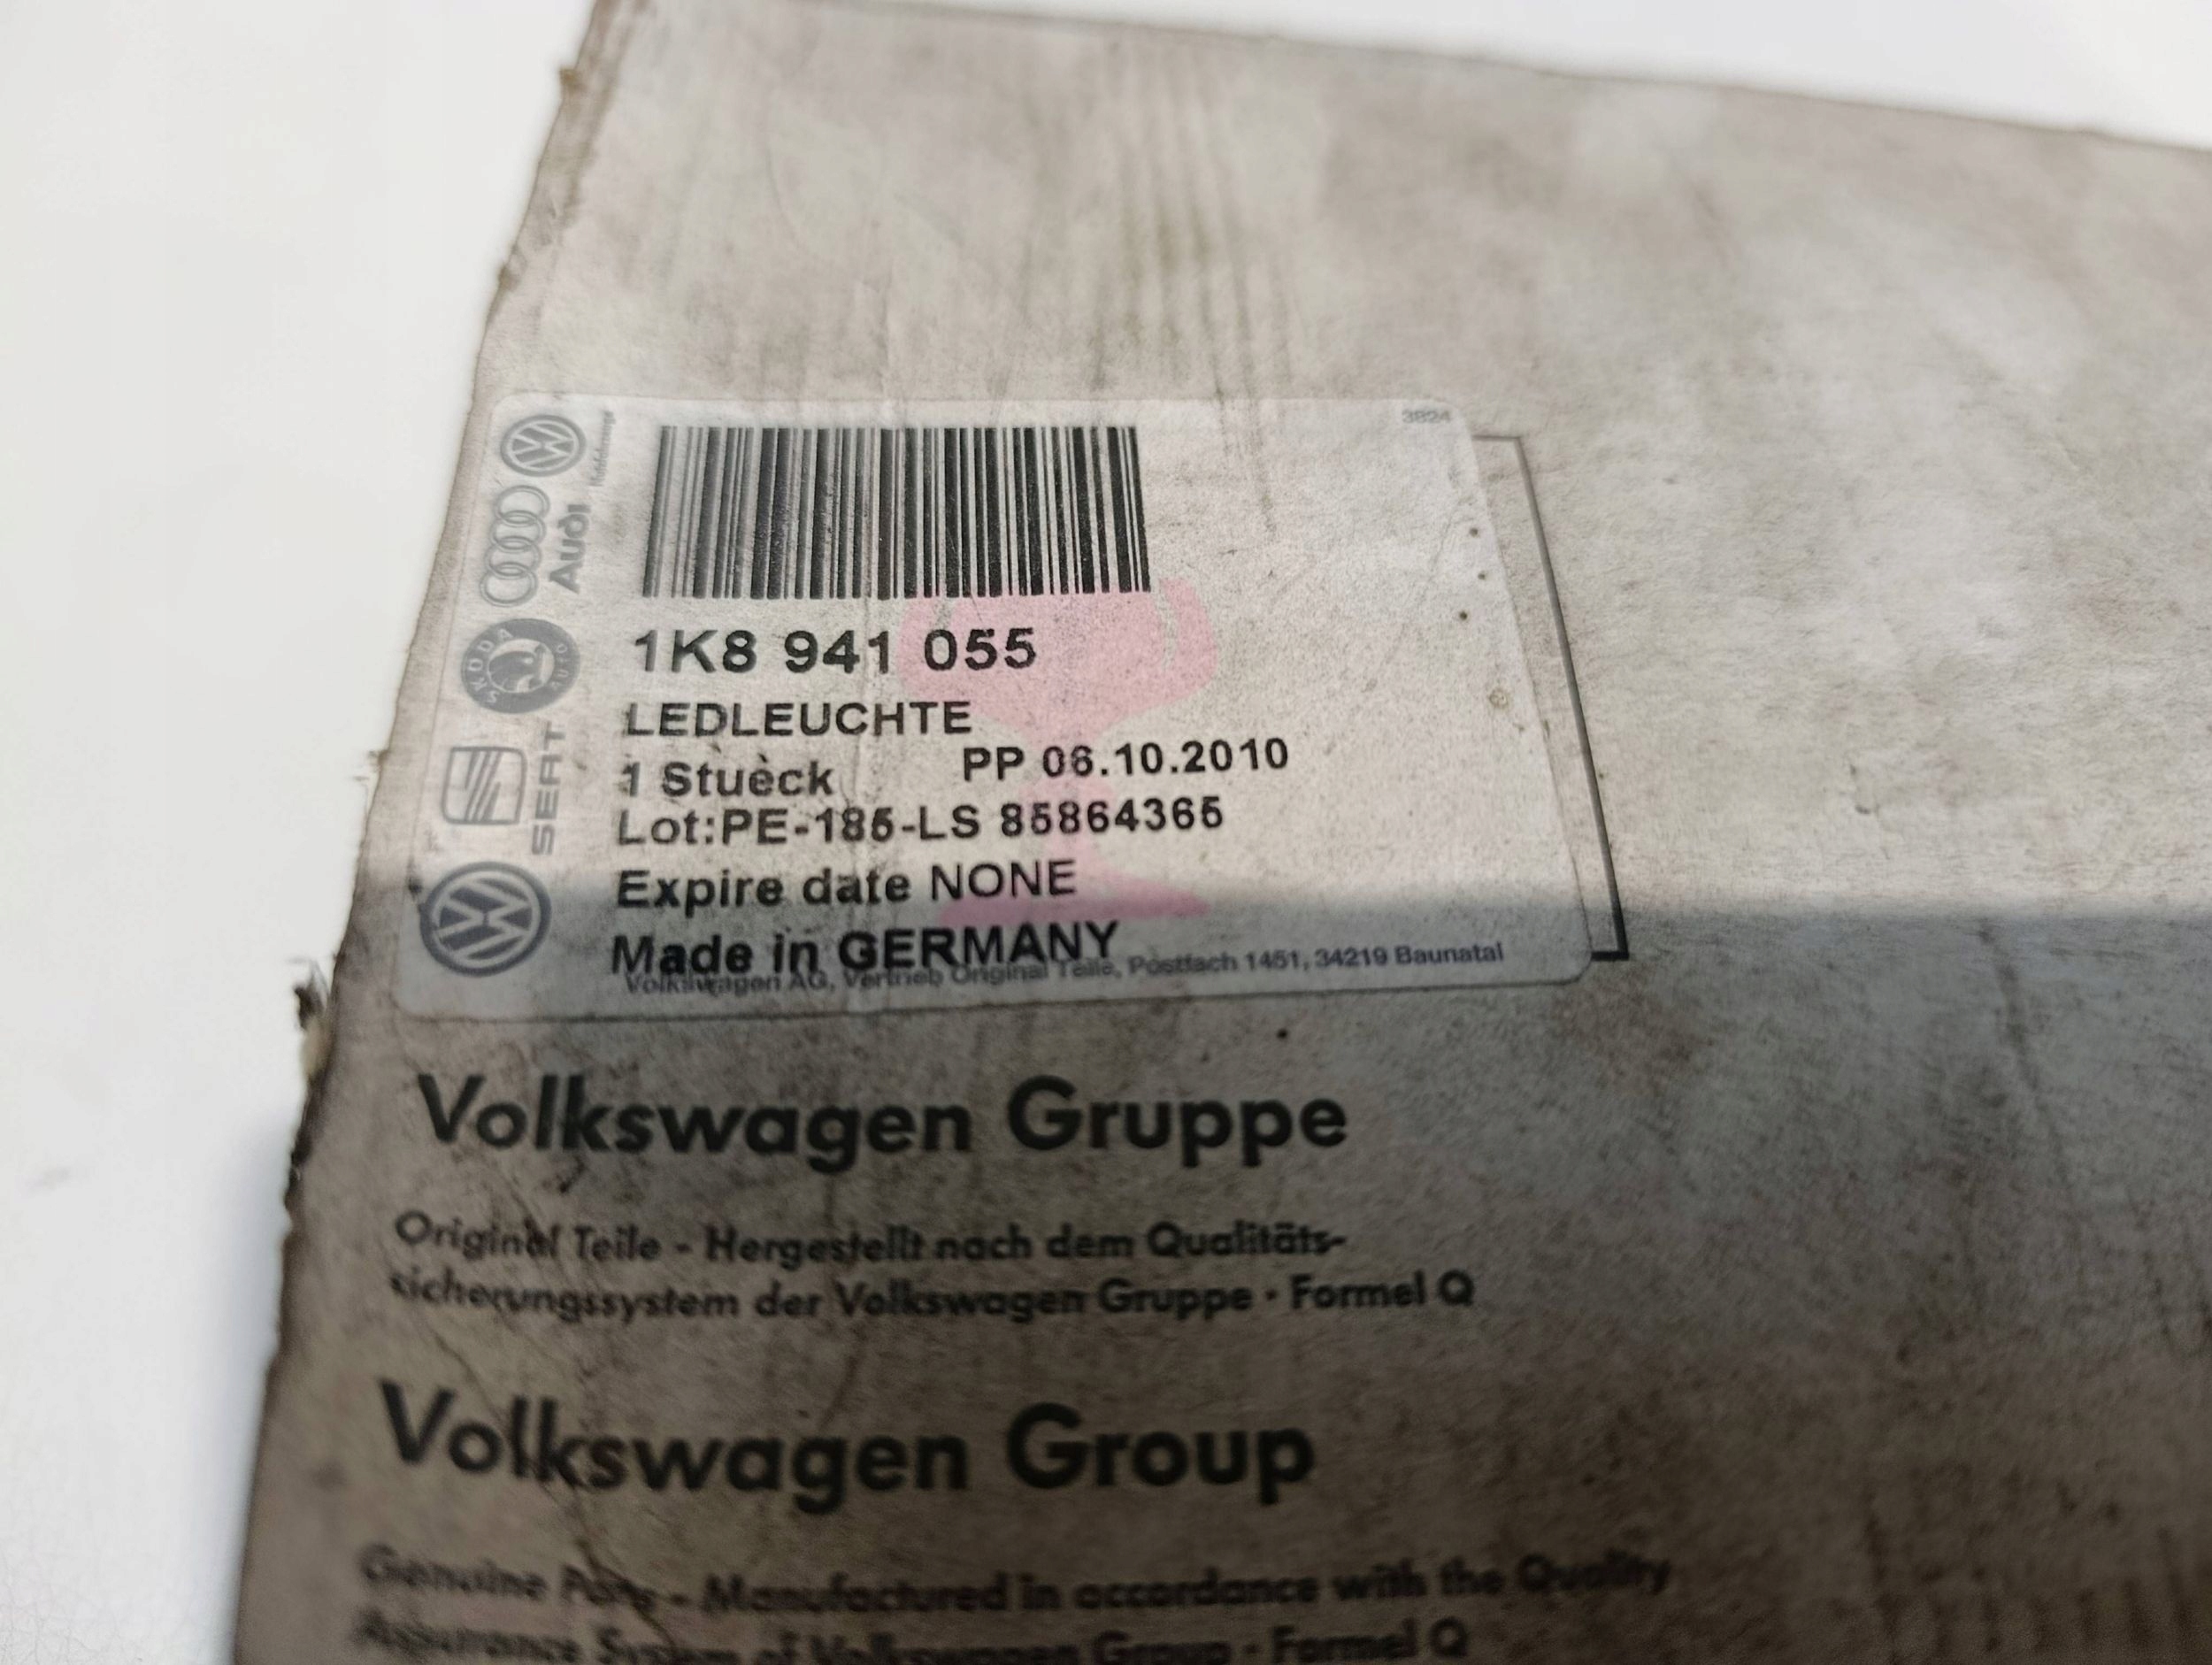 3824
Audi
SKODA
AUTO
SEAT
1K8 941 055
LEDLEUCHTE
1 Stueck PP 06.10.2010
Lot:PE-185-LS 85864365
Expire date NONE
Made in GERMANY
Volkswagen AG, Vertrieb Original Teile, Postfach 1451, 34219 Baunatal
Volkswagen Gruppe
Original Teile - Hergestellt nach dem Qualitäts-
sicherungssystem der Volkswagen Gruppe · Formel Q
Volkswagen Group
Genuine Parts - Manufactured in accordance with the Quality
Assurance System of Volkswagen Group · Formel Q